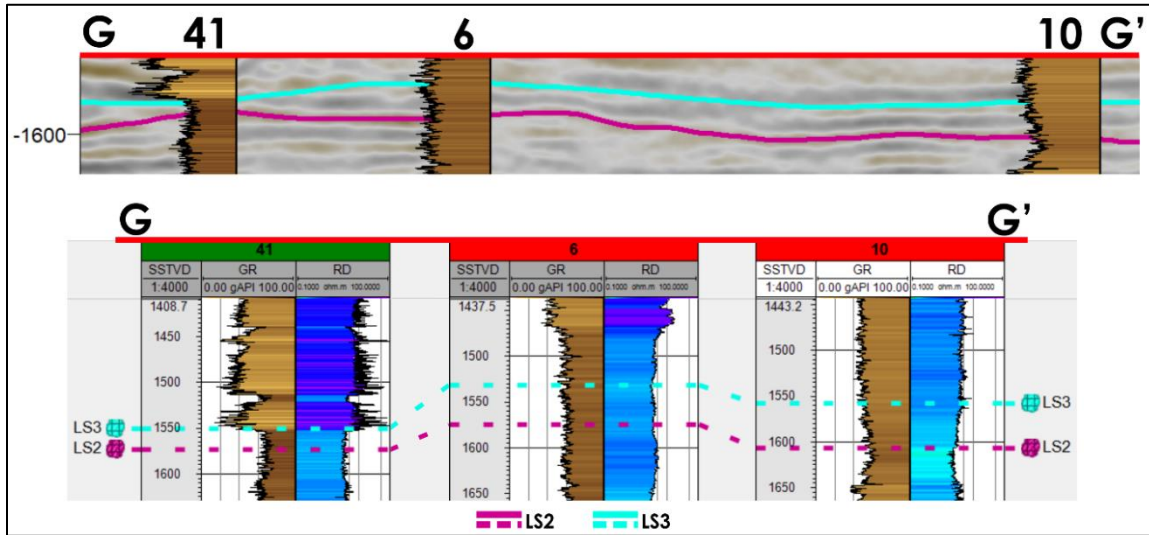 G 41 6 10 G'
-1600
G G'
41 6 10
SSTVD GR RD SSTVD GR RD SSTVD GR RD
1:4000 0.00 gAPI 100.00 0.1000 ohm.m 100.0000 1:4000 0.00 gAPI 100.00 0.1000 ohm.m 100.0000 1:4000 0.00 gAPI 100.00 0.1000 ohm.m 100.0000
1408.7 1437.5 1443.2
1450
1500 1500 1500
LS3 1550 1550 1550 LS3
LS2 1600 1600 LS2
1600
1650 1650
LS2 LS3